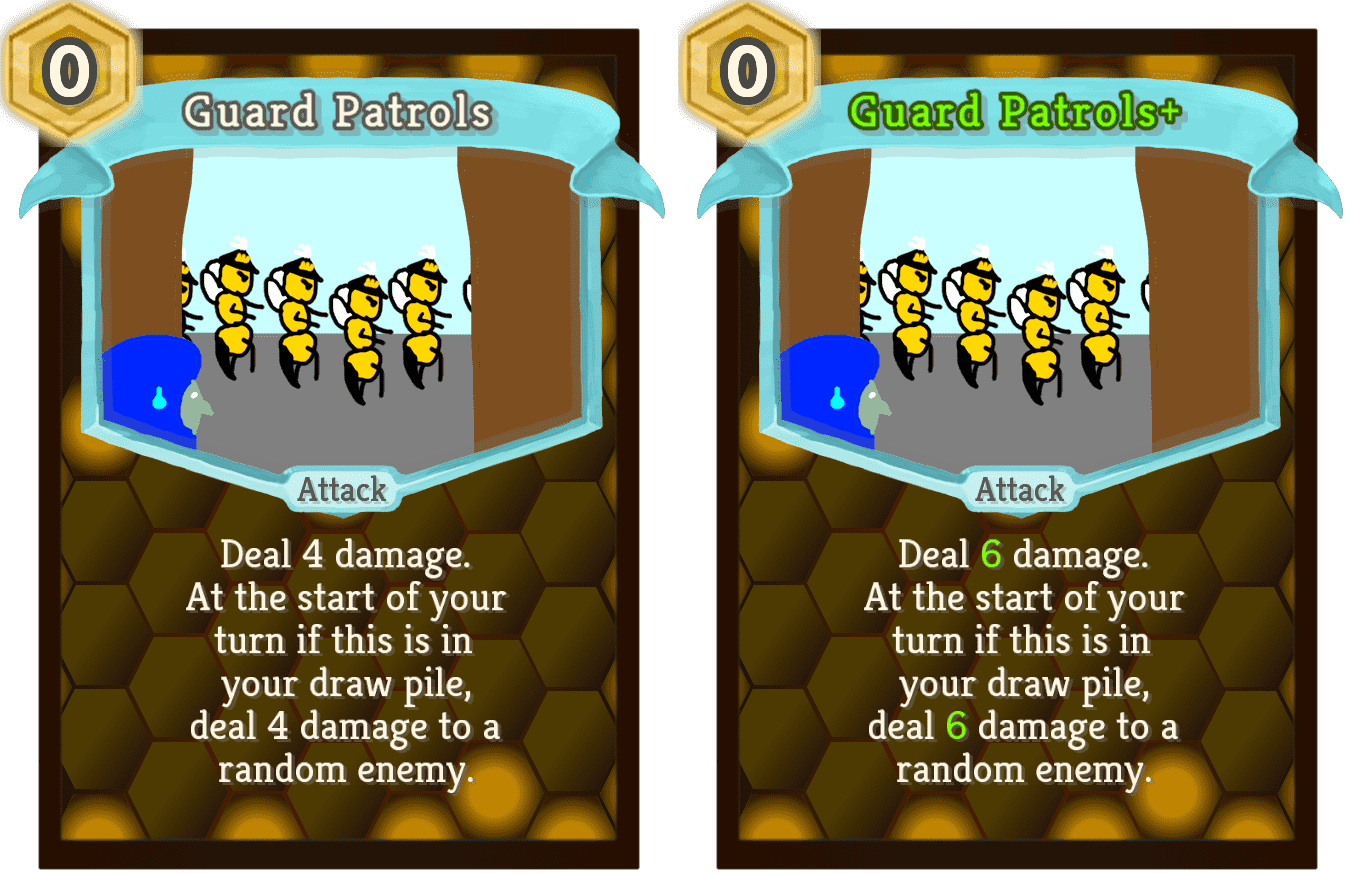 0
Guard Patrols
Attack
Deal 4 damage.
At the start of your
turn if this is in
your draw pile,
deal 4 damage to a
random enemy.
0
Guard Patrols+
Attack
Deal 6 damage.
At the start of your
turn if this is in
your draw pile,
deal 6 damage to a
random enemy.